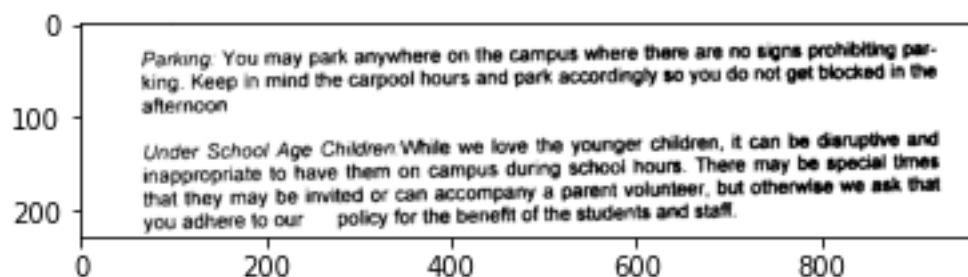 0
Parking: You may park anywhere on the campus where there are no signs prohibiting par-
king. Keep in mind the carpool hours and park accordingly so you do not get blocked in the
afternoon
100
Under School Age Children. While we love the younger children, it can be disruptive and
inappropriate to have them on campus during school hours. There may be special times
that they may be invited or can accompany a parent volunteer, but otherwise we ask that
you adhere to our policy for the benefit of the students and staff.
200
0 200 400 600 800